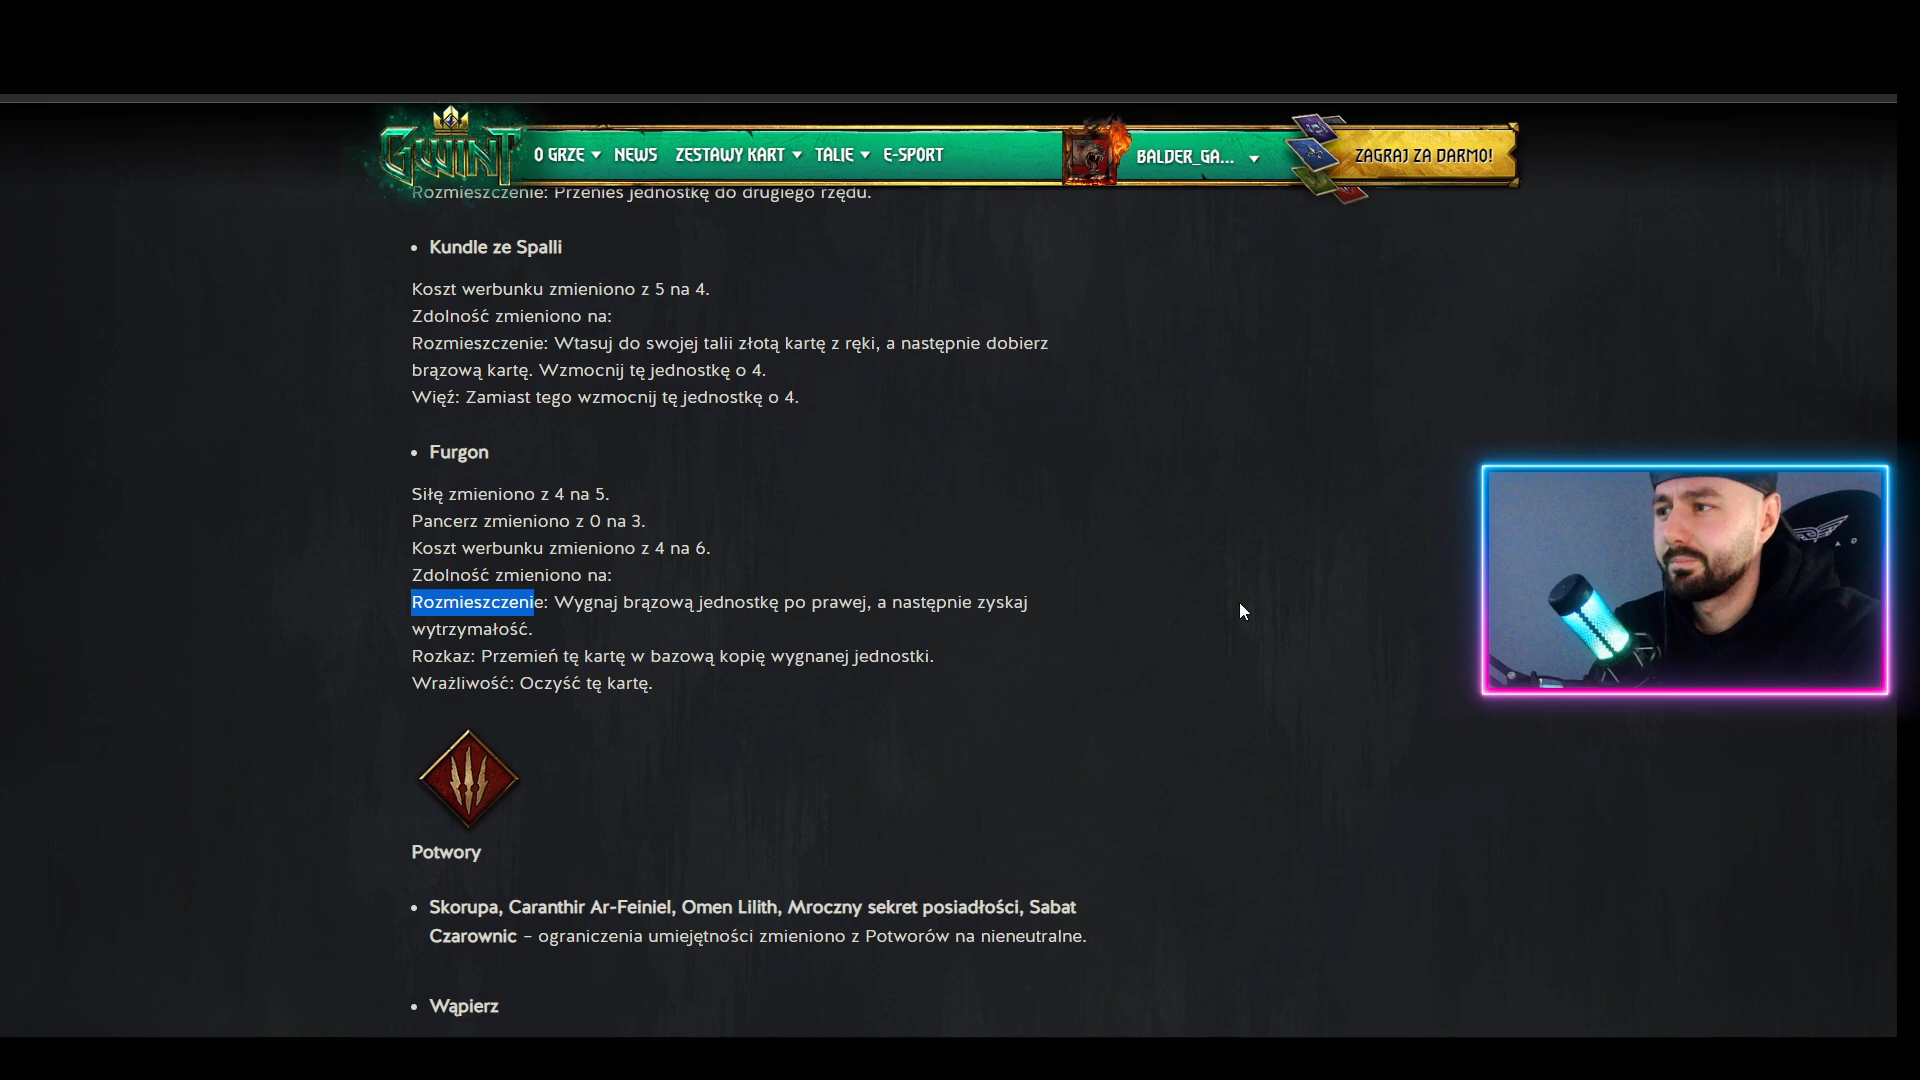 GWINT
O GRZE
NEWS
ZESTAWY KART
TALIE
E-SPORT
BALDER_GA...
ZAGRAJ ZA DARMO!
Rozmieszczenie: Przenieś jednostkę do drugiego rzędu.
• Kundle ze Spalli
Koszt werbunku zmieniono z 5 na 4.
Zdolność zmieniono na:
Rozmieszczenie: Wtasuj do swojej talii złotą kartę z ręki, a następnie dobierz
brązową kartę. Wzmocnij tę jednostkę o 4.
Więź: Zamiast tego wzmocnij tę jednostkę o 4.
• Furgon
Siłę zmieniono z 4 na 5.
Pancerz zmieniono z 0 na 3.
Koszt werbunku zmieniono z 4 na 6.
Zdolność zmieniono na:
Rozmieszczenie: Wygnaj brązową jednostkę po prawej, a następnie zyskaj
wytrzymałość.
Rozkaz: Przemień tę kartę w bazową kopię wygnanej jednostki.
Wrażliwość: Oczyść tę kartę.
Potwory
• Skorupa, Caranthir Ar-Feiniel, Omen Lilith, Mroczny sekret posiadłości, Sabat
Czarownic – ograniczenia umiejętności zmieniono z Potworów na nieneutralne.
• Wąpierz